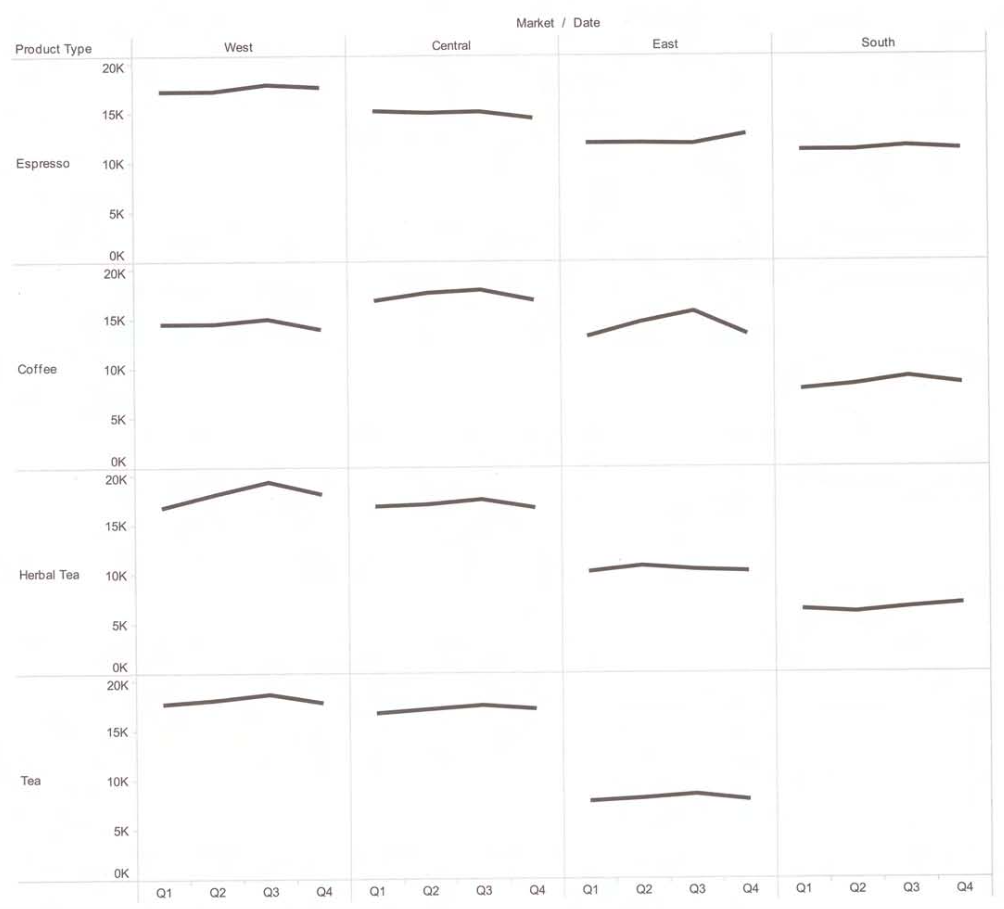 Market / Date
Product Type West Central East South
20K
15K
Espresso 10K
5K
0K
20K
15K
Coffee 10K
5K
0K
20K
15K
Herbal Tea 10K
5K
0K
20K
15K
Tea 10K
5K
0K
Q1 Q2 Q3 Q4 Q1 Q2 Q3 Q4 Q1 Q2 Q3 Q4 Q1 Q2 Q3 Q4